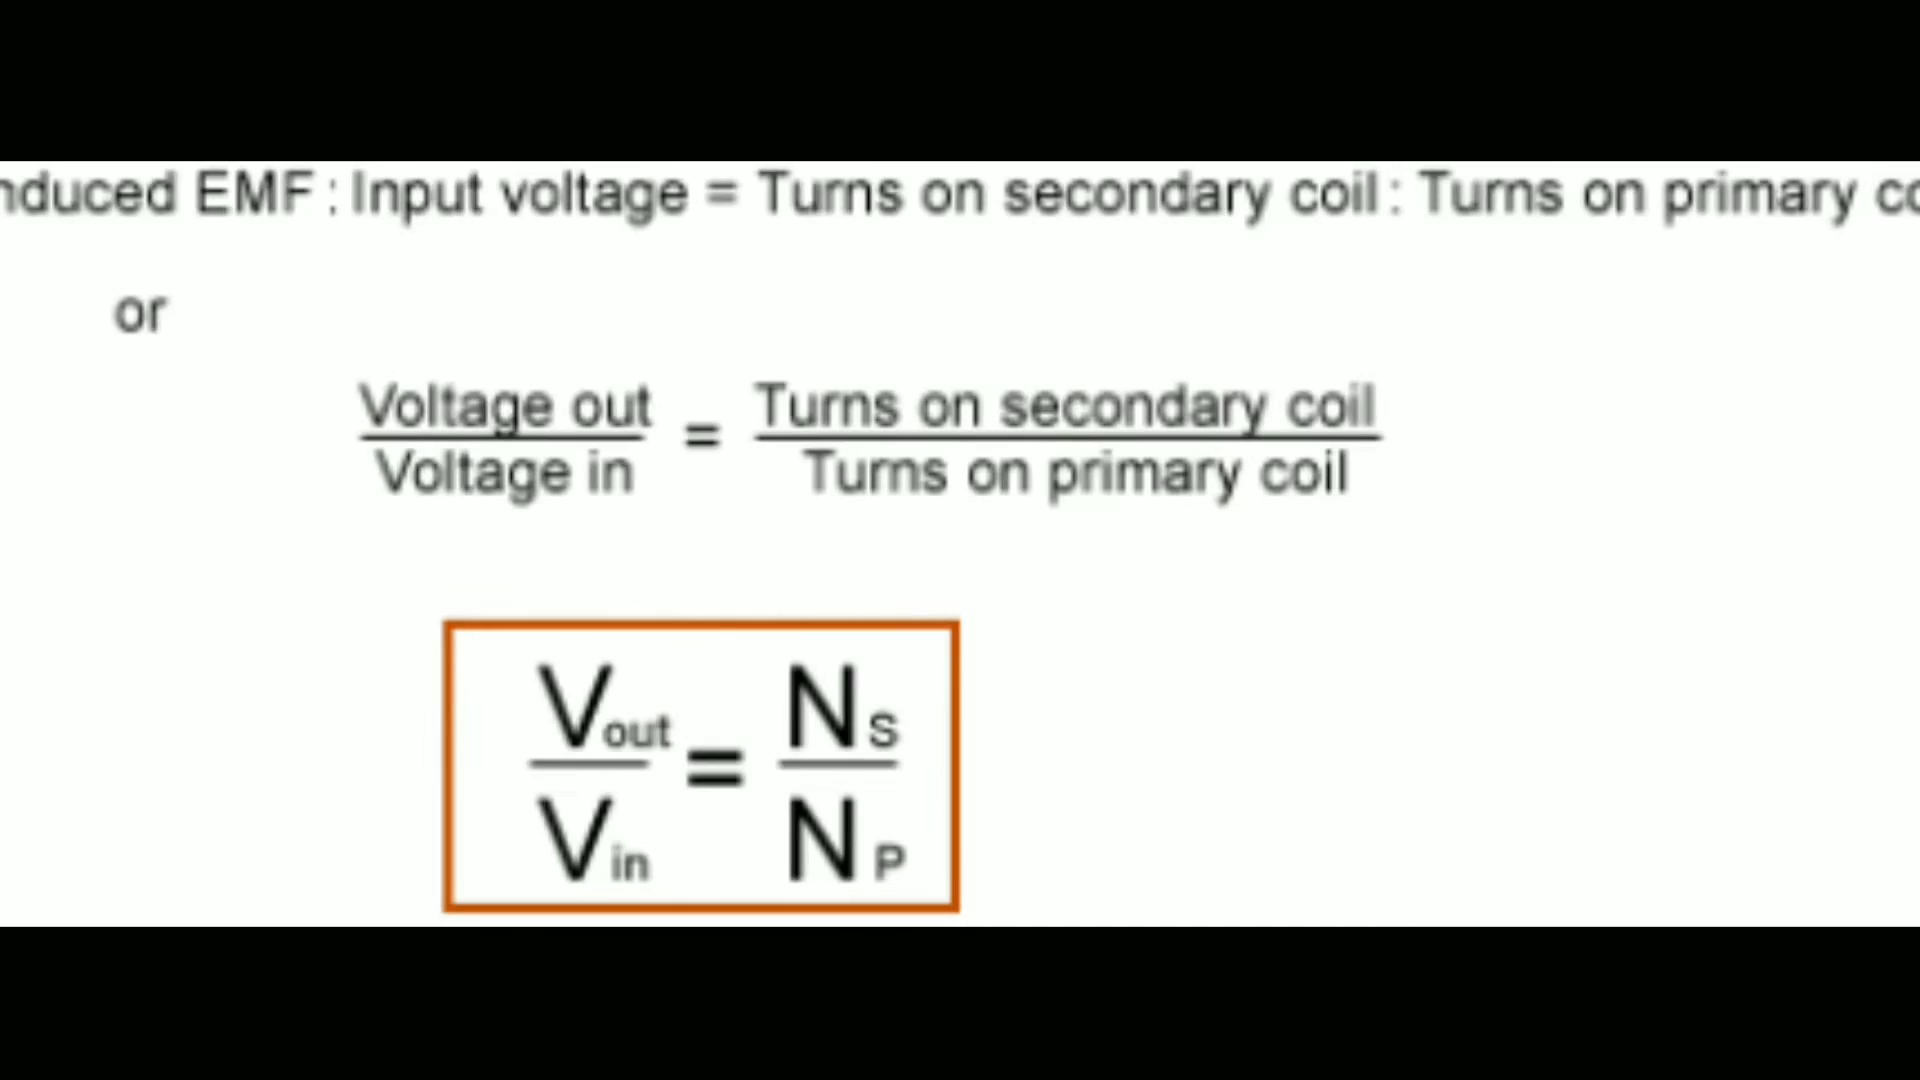 nduced EMF : Input voltage = Turns on secondary coil : Turns on primary
or
Voltage out = Turns on secondary coil
Voltage in Turns on primary coil
Vout = NS
Vin NP